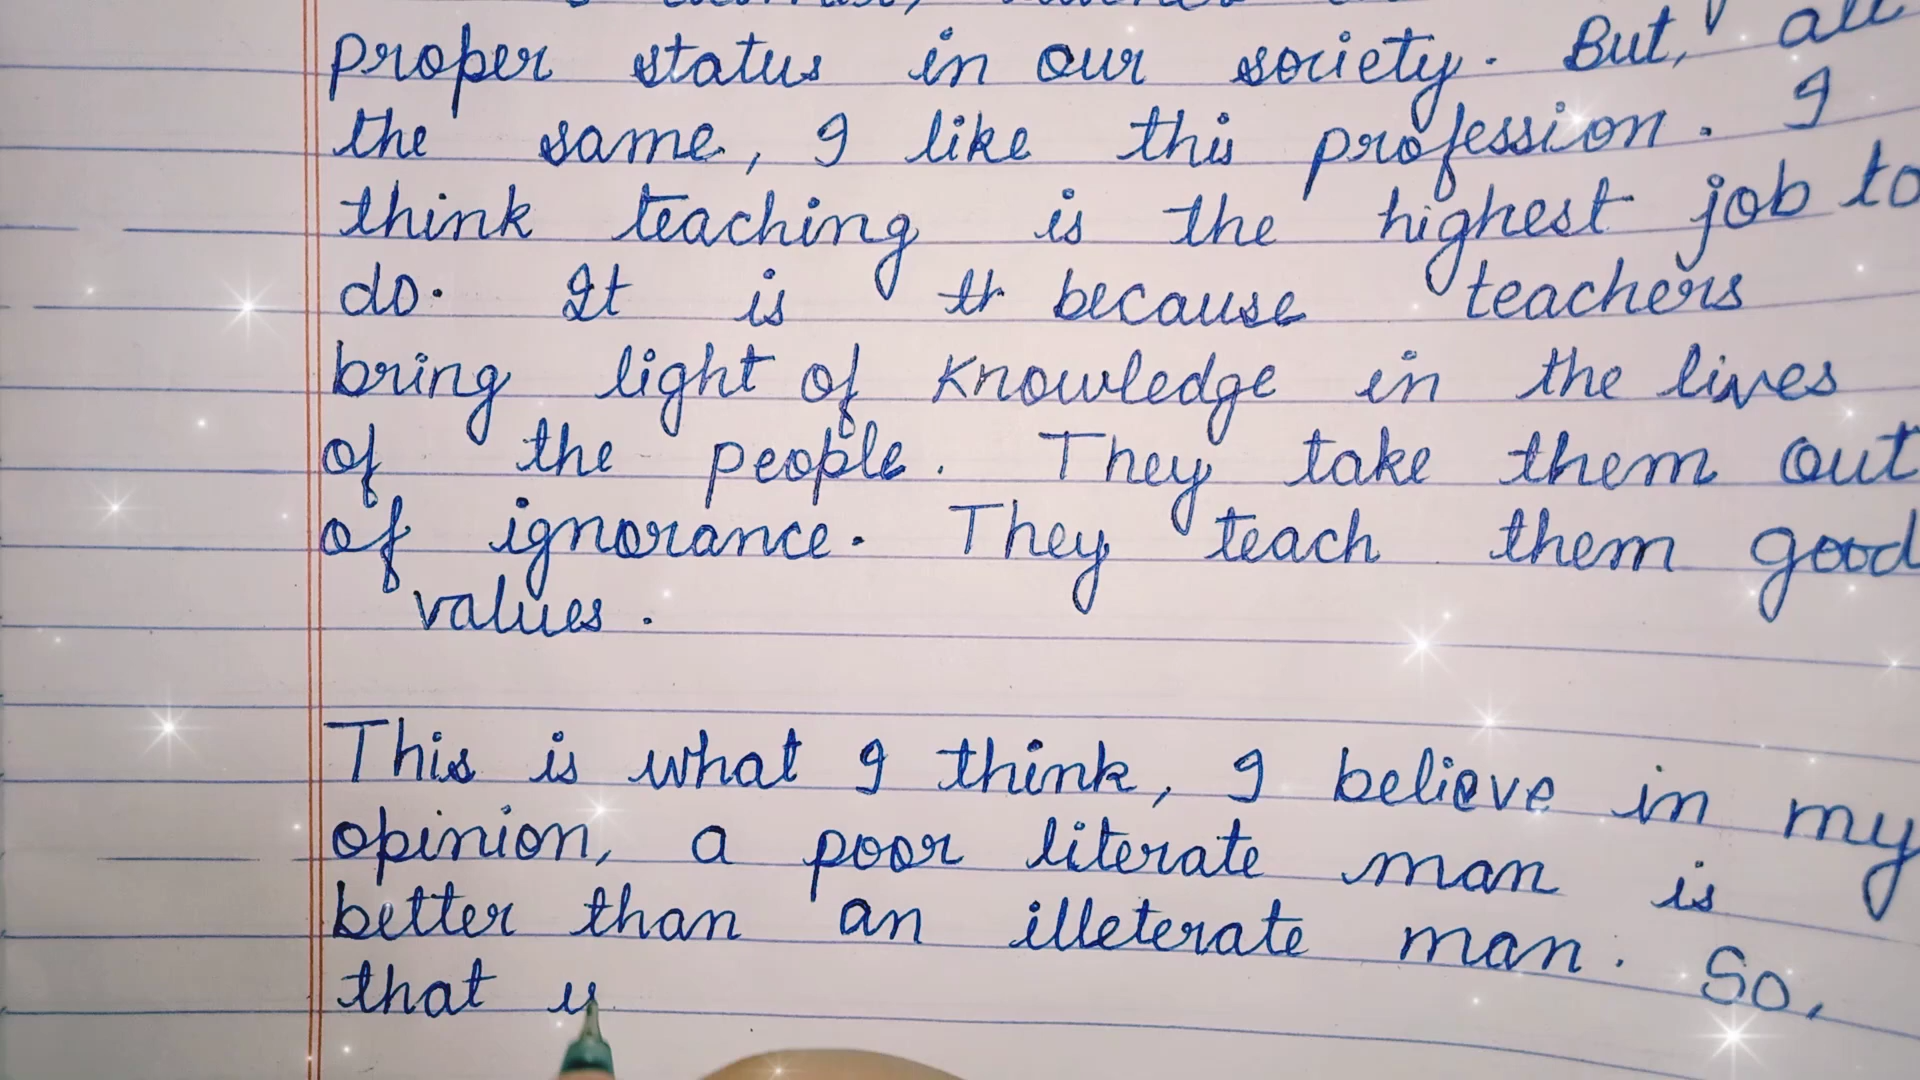 proper status in our society. But, all
the same, I like this profession. I
think teaching is the highest job to
do. It is th because teachers
bring light of knowledge in the lives
of the people. They take them out
of ignorance. They teach them good
values.
This is what I think, I believe in my
opinion, a poor literate man is
better than an illeterate man. So,
that